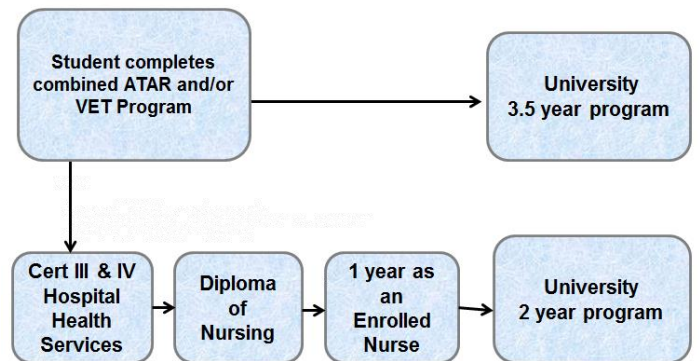 Student completes
combined ATAR and/or
VET Program
University
3.5 year program
Cert III & IV
Hospital
Health
Services
Diploma
of
Nursing
1 year as
an
Enrolled
Nurse
University
2 year program